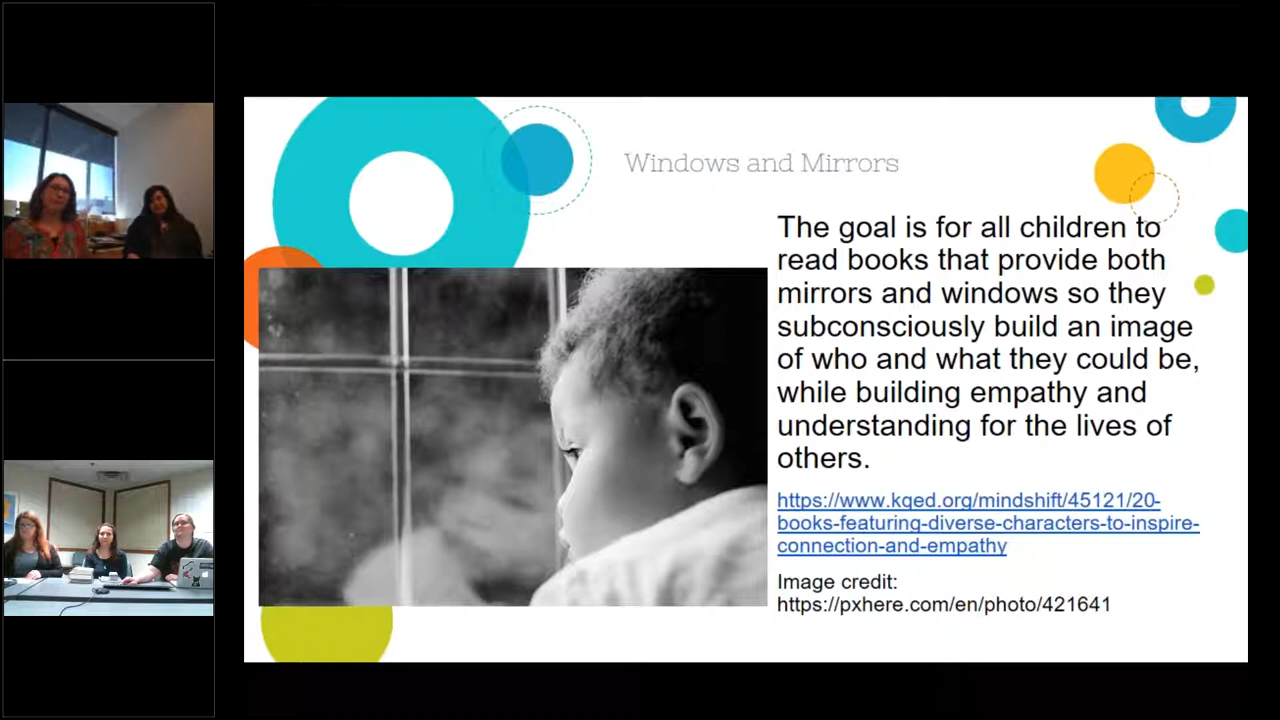 Windows and Mirrors
The goal is for all children to
read books that provide both
mirrors and windows so they
subconsciously build an image
of who and what they could be,
while building empathy and
understanding for the lives of
others.
https://www.kqed.org/mindshift/45121/20-
books-featuring-diverse-characters-to-inspire-
connection-and-empathy
Image credit:
https://pxhere.com/en/photo/421641